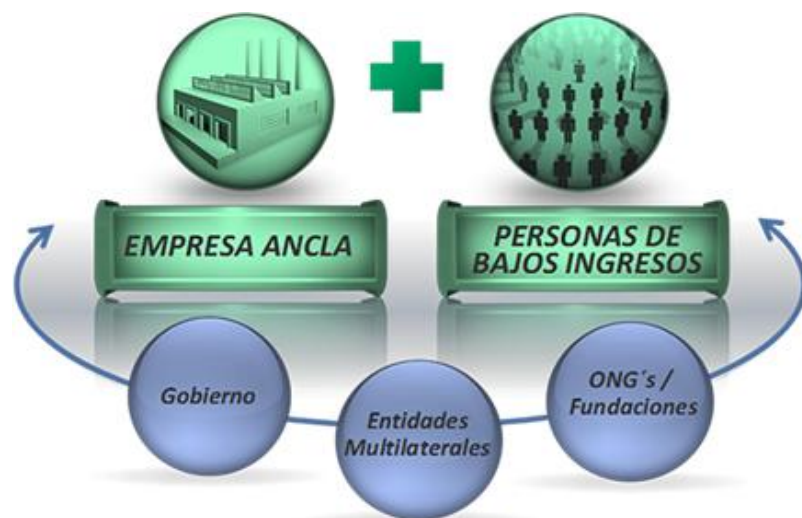 EMPRESA ANCLA
PERSONAS DE
BAJOS INGRESOS
Gobierno
Entidades
Multilaterales
ONG´s /
Fundaciones